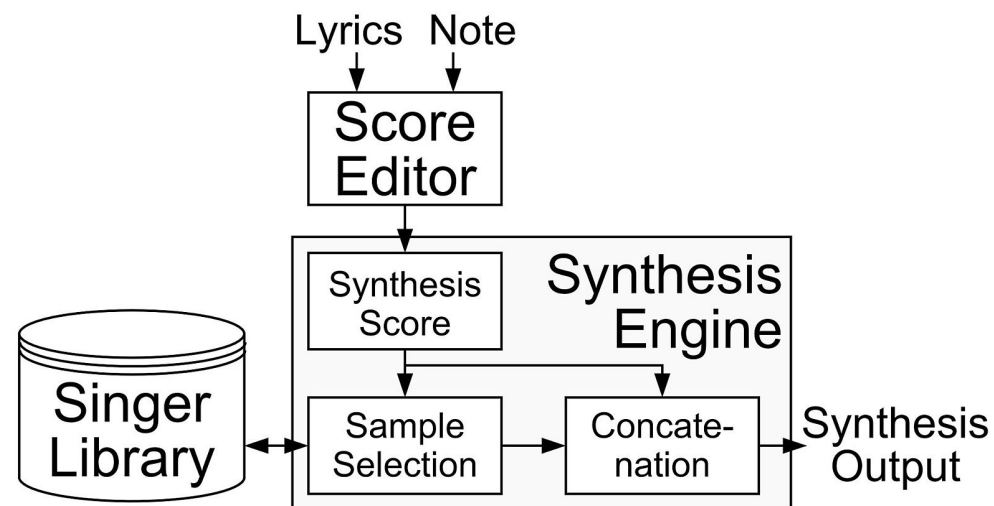 Lyrics Note
Score
Editor
Synthesis
Engine
Synthesis
Score
Singer
Library
Sample
Selection
Concate-
nation
Synthesis
Output